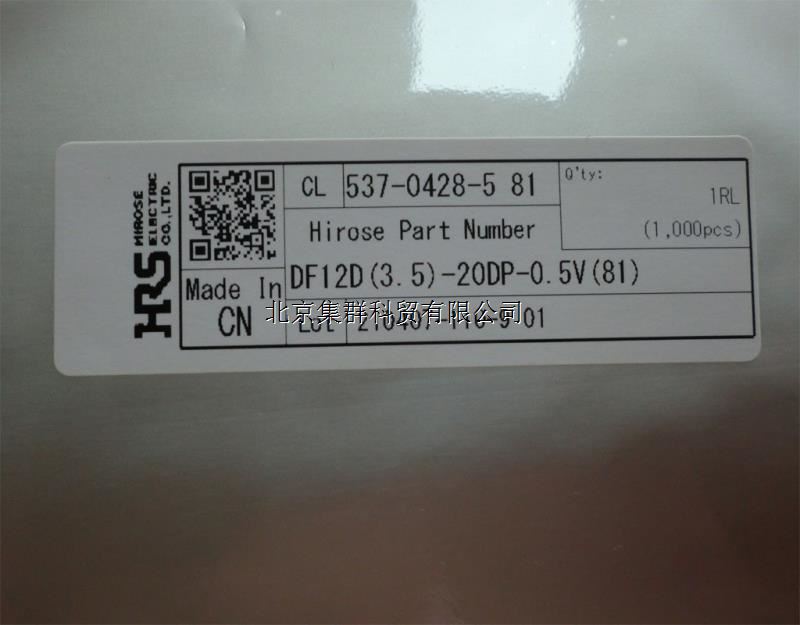 HRS
HIROSE
ELECTRIC
CO.,LTD.
CL 537-0428-5 81
Q'ty:
1RL
(1,000pcs)
Hirose Part Number
DF12D(3.5)-20DP-0.5V(81)
Made In
CN
北京集群科贸有限公司